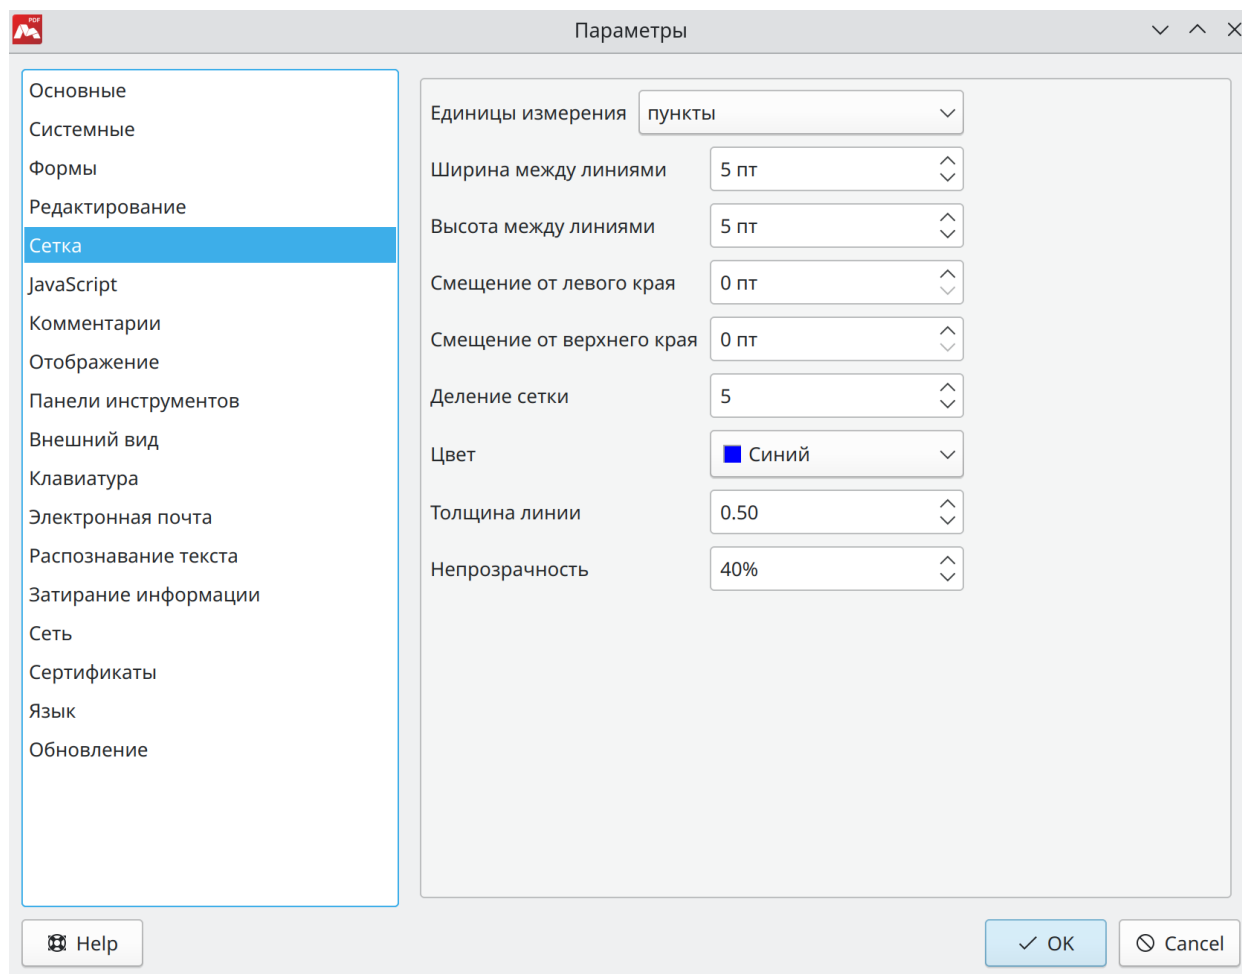 PDF
Параметры
Основные
Системные
Формы
Редактирование
Сетка
JavaScript
Комментарии
Отображение
Панели инструментов
Внешний вид
Клавиатура
Электронная почта
Распознавание текста
Затирание информации
Сеть
Сертификаты
Язык
Обновление
Единицы измерения пункты
Ширина между линиями 5 пт
Высота между линиями 5 пт
Смещение от левого края 0 пт
Смещение от верхнего края 0 пт
Деление сетки 5
Цвет Синий
Толщина линии 0.50
Непрозрачность 40%
Help OK Cancel